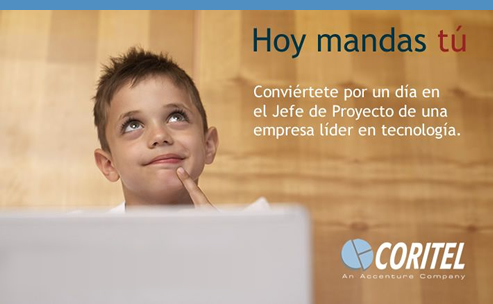 Hoy mandas tú
Conviértete por un día en
el Jefe de Proyecto de una
empresa líder en tecnología.
CORITEL
An Accenture Company